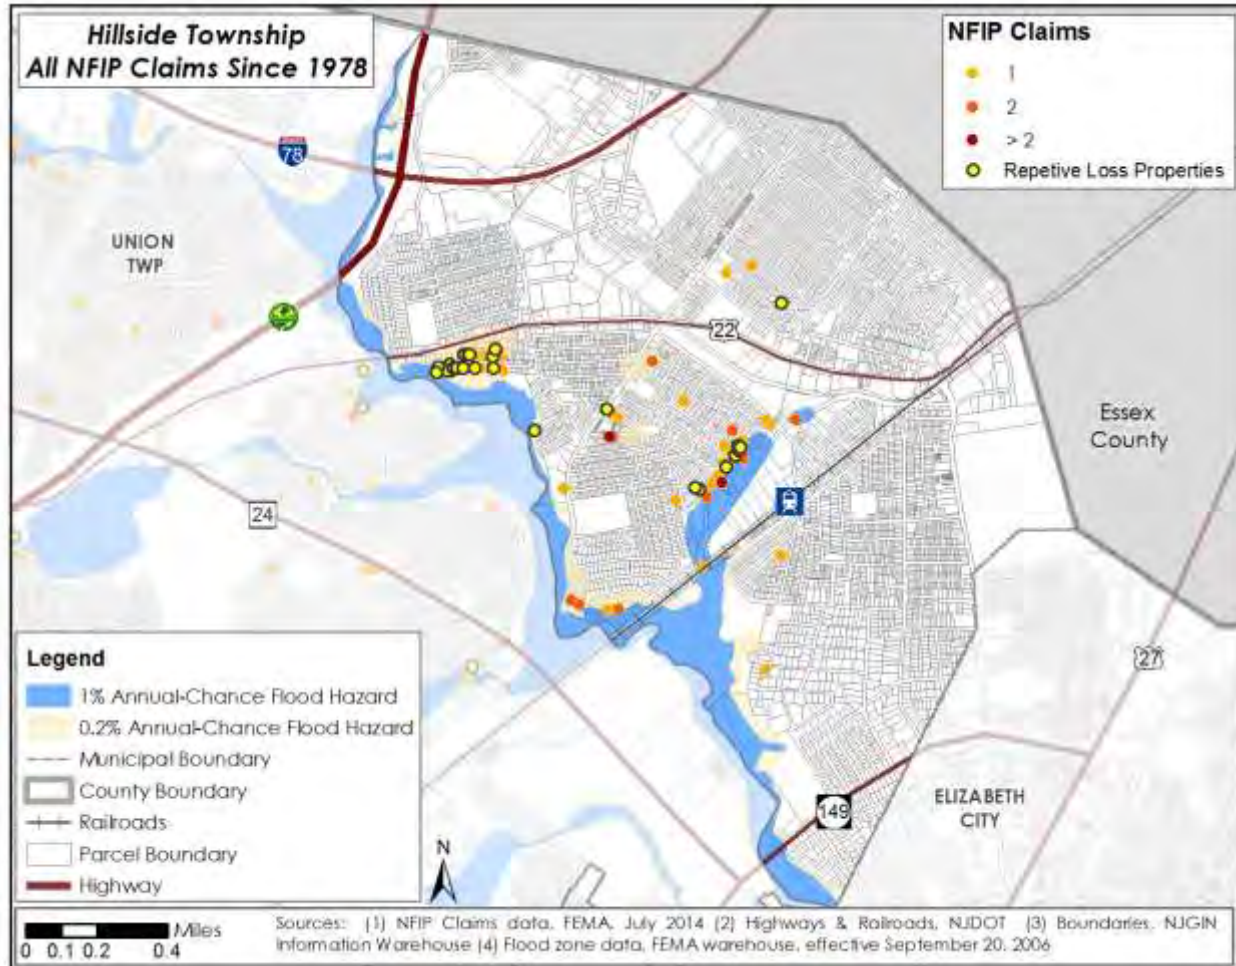 Hillside Township
All NFIP Claims Since 1978
NFIP Claims
1
2
> 2
Repetive Loss Properties
78
UNION
TWP
22
Essex
County
24
27
149
ELIZABETH
CITY
Legend
1% Annual-Chance Flood Hazard
0.2% Annual-Chance Flood Hazard
Municipal Boundary
County Boundary
Railroads
Parcel Boundary
Highway
N
Miles
0 0.1 0.2 0.4
Sources: (1) NFIP Claims data, FEMA, July 2014 (2) Highways & Railroads, NJDOT (3) Boundaries, NJGIN
Information Warehouse (4) Flood zone data, FEMA warehouse, effective September 20, 2006